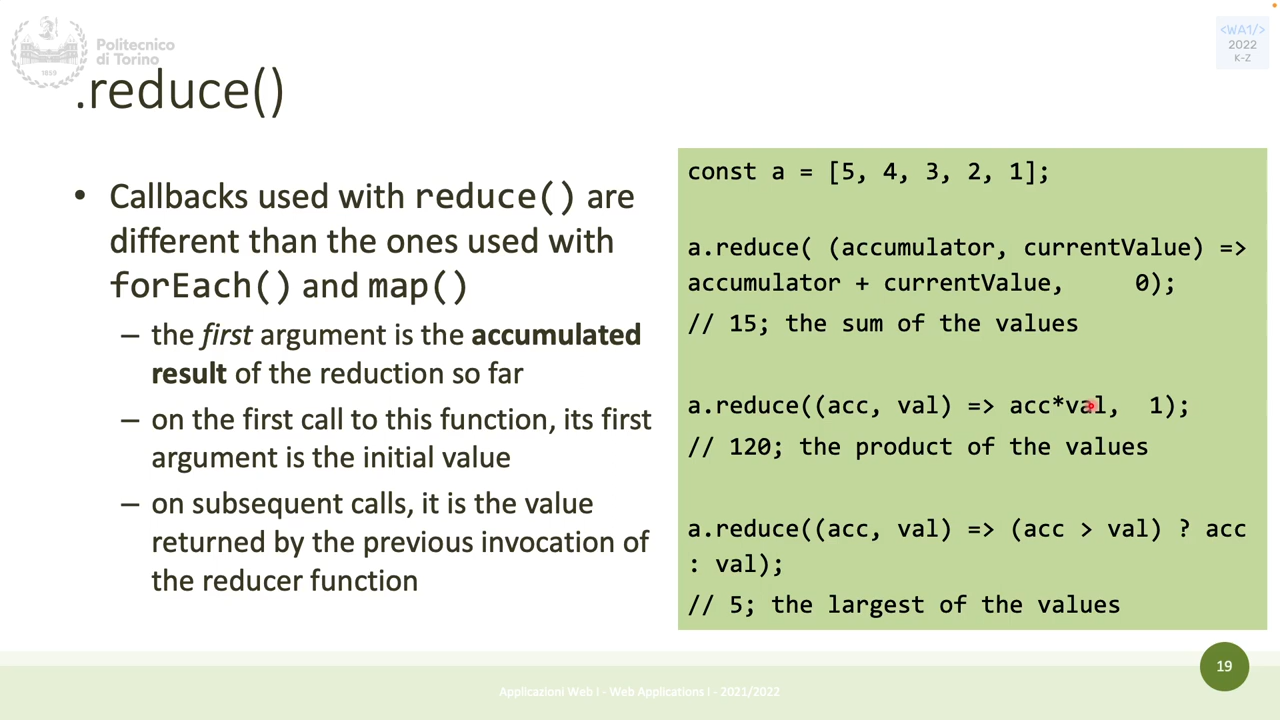 Politecnico
di Torino
1859
<WA1/>
2022
K-Z
.reduce()
• Callbacks used with reduce() are
different than the ones used with
forEach() and map()
– the first argument is the accumulated
result of the reduction so far
– on the first call to this function, its first
argument is the initial value
– on subsequent calls, it is the value
returned by the previous invocation of
the reducer function
const a = [5, 4, 3, 2, 1];
a.reduce( (accumulator, currentValue) =>
accumulator + currentValue, 0);
// 15; the sum of the values
a.reduce((acc, val) => acc*val, 1);
// 120; the product of the values
a.reduce((acc, val) => (acc > val) ? acc
: val);
// 5; the largest of the values
19
Applicazioni Web I - Web Applications I - 2021/2022